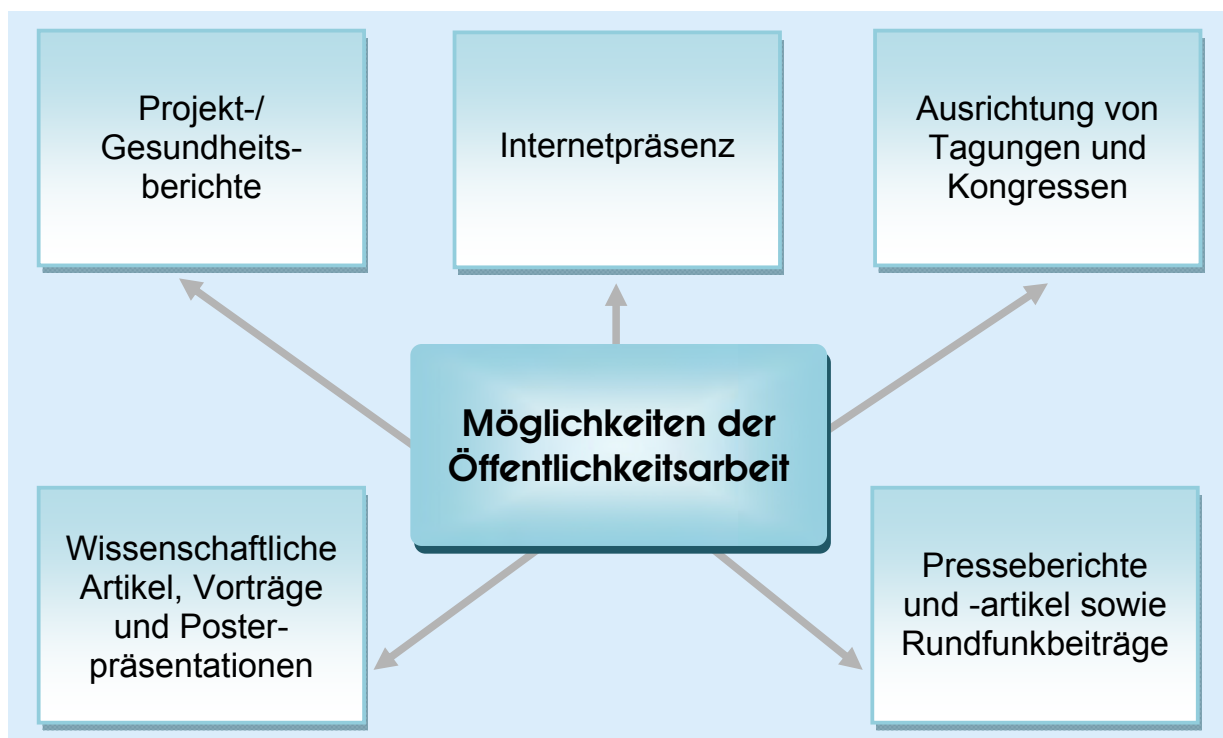 Projekt-/
Gesundheits-
berichte
Internetpräsenz
Ausrichtung von
Tagungen und
Kongressen
Möglichkeiten der
Öffentlichkeitsarbeit
Wissenschaftliche
Artikel, Vorträge
und Poster-
präsentationen
Presseberichte
und -artikel sowie
Rundfunkbeiträge